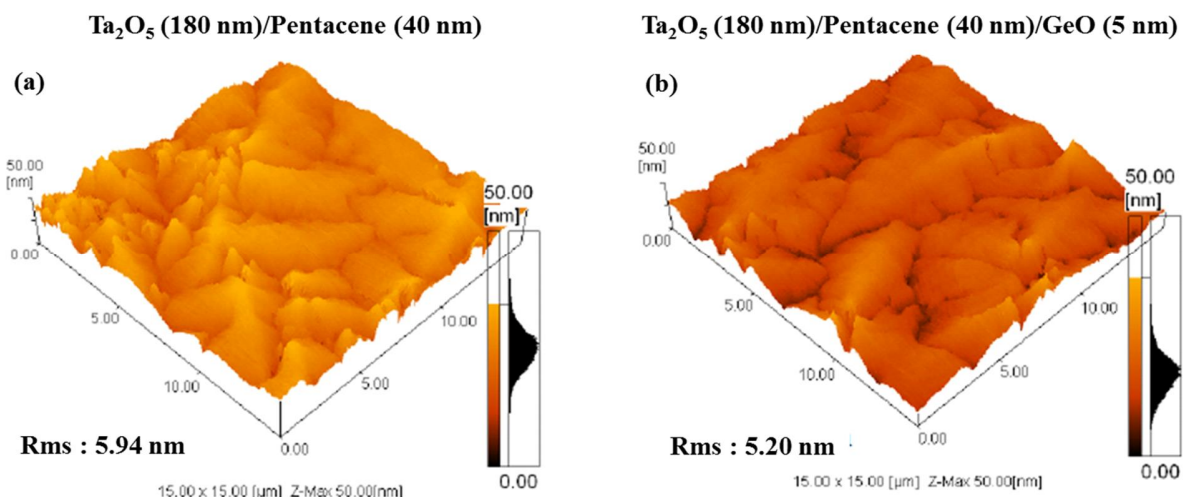 Ta₂O₅ (180 nm)/Pentacene (40 nm)
(a)
50.00
[nm]
0.00
5.00
10.00
50.00
[nm]
10.00
5.00
0.00
0.00
Rms : 5.94 nm
15.00 x 15.00 [µm] Z-Max 50.00[nm]
Ta₂O₅ (180 nm)/Pentacene (40 nm)/GeO (5 nm)
(b)
50.00
[nm]
0.00
5.00
10.00
50.00
[nm]
10.00
5.00
0.00
0.00
Rms : 5.20 nm
15.00 x 15.00 [µm] Z-Max 50.00[nm]